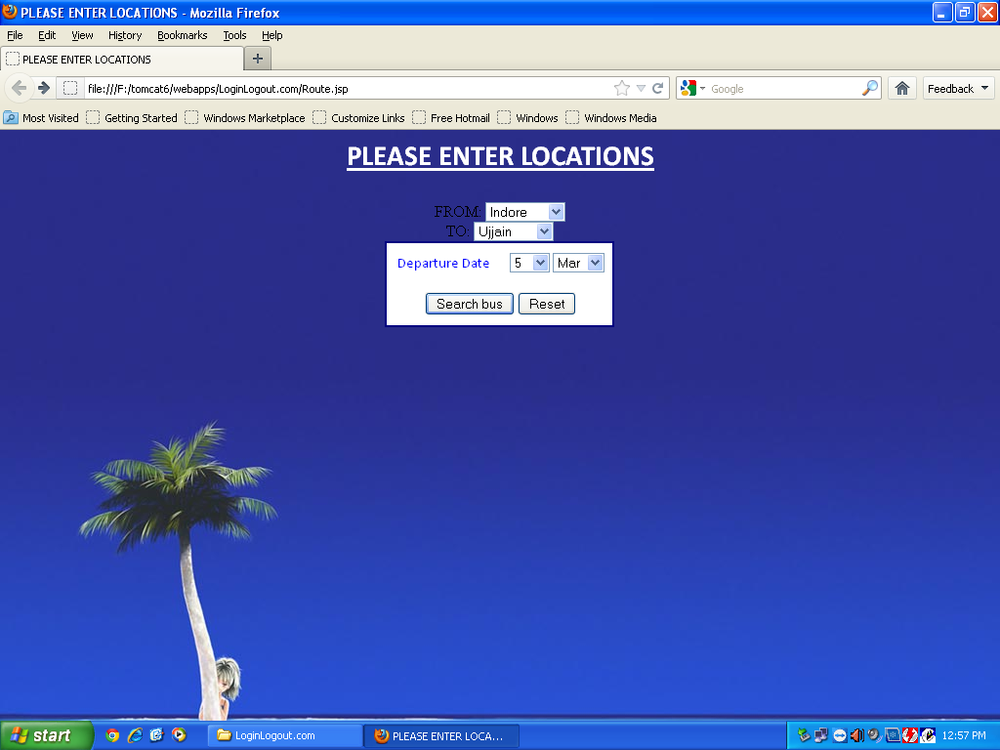 PLEASE ENTER LOCATIONS - Mozilla Firefox
File Edit View History Bookmarks Tools Help
PLEASE ENTER LOCATIONS
file:///F:/tomcat6/webapps/LoginLogout.com/Route.jsp Google Feedback
Most Visited Getting Started Windows Marketplace Customize Links Free Hotmail Windows Windows Media
PLEASE ENTER LOCATIONS
FROM: Indore
TO: Ujjain
Departure Date 5 Mar
Search bus Reset
start LoginLogout.com PLEASE ENTER LOCA... 12:57 PM